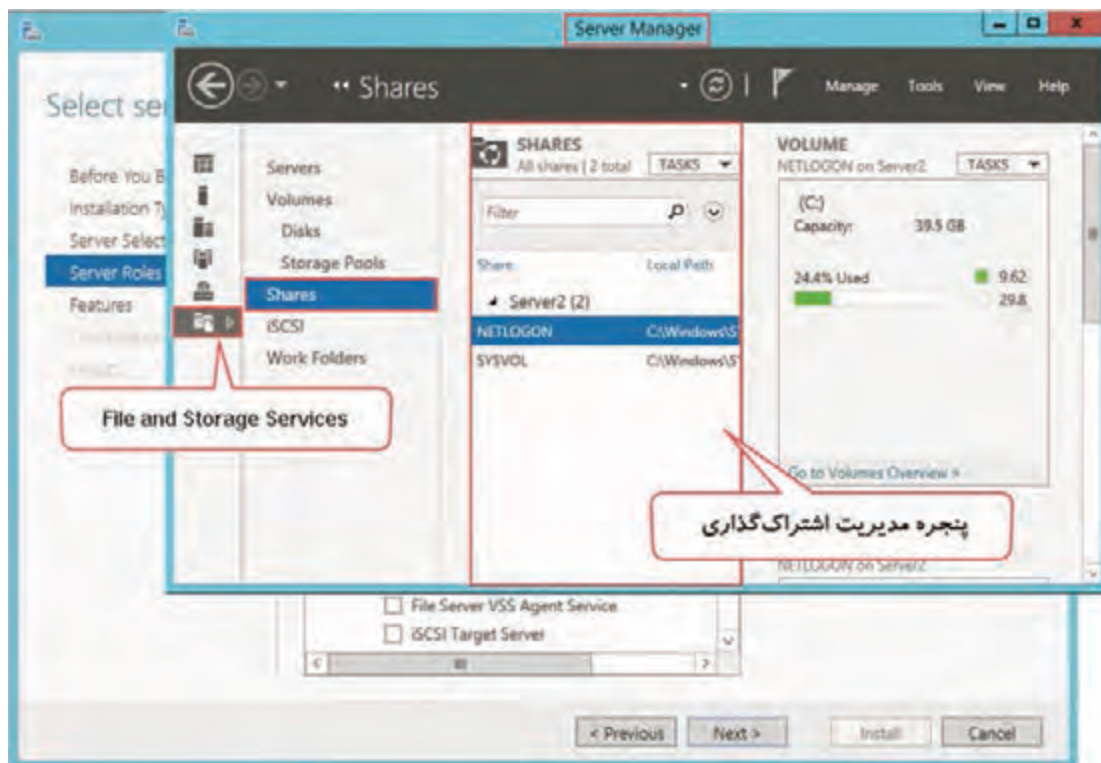 Server Manager
Shares
Manage Tools View Help
Select se
Before You B
Installation Ty
Server Select
Server Roles
Features
Servers
Volumes
Disks
Storage Pools
Shares
iSCSI
Work Folders
File and Storage Services
SHARES
All shares | 2 total
TASKS
Filter
Share Local Path
Server2 (2)
NETLOGON C:\Windows\S
SYSVOL C:\Windows\S
پنجره مدیریت اشتراک‌گذاری
VOLUME
NETLOGON on Server2
TASKS
(C:)
Capacity: 39.5 GB
24.4% Used 9.62
29.8
Go to Volumes Overview >
NETLOGON on Server2
File Server VSS Agent Service
iSCSI Target Server
< Previous Next > Install Cancel